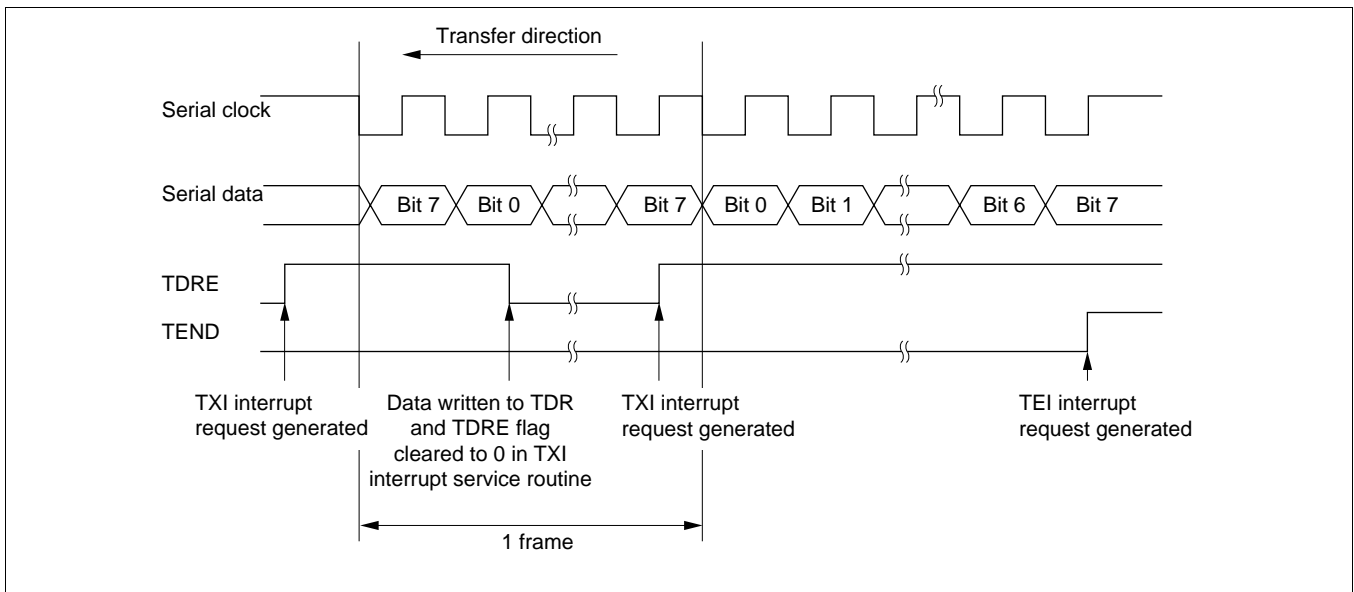 Transfer direction
Serial clock
Serial data
Bit 7 Bit 0 Bit 7 Bit 0 Bit 1 Bit 6 Bit 7
TDRE
TEND
TXI interrupt
request generated
Data written to TDR
and TDRE flag
cleared to 0 in TXI
interrupt service routine
TXI interrupt
request generated
TEI interrupt
request generated
1 frame